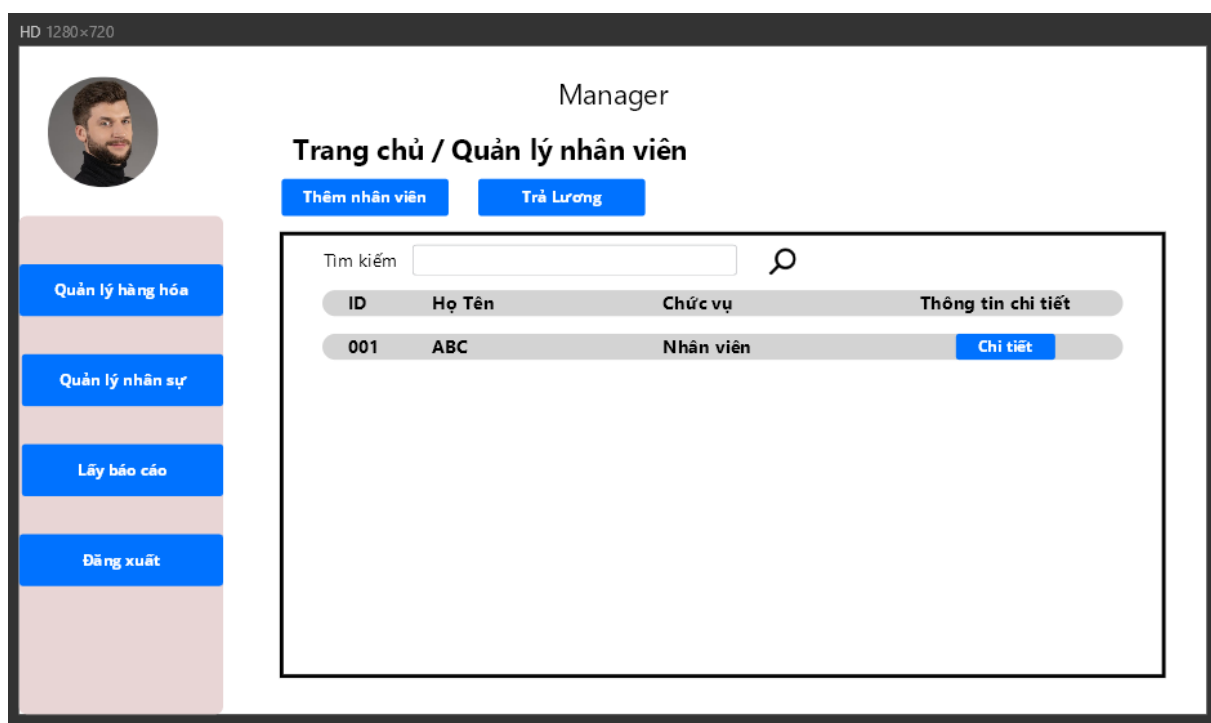 HD 1280×720
Manager
Trang chủ / Quản lý nhân viên
Thêm nhân viên Trả Lương
Tìm kiếm
ID Họ Tên Chức vụ Thông tin chi tiết
001 ABC Nhân viên Chi tiết
Quản lý hàng hóa
Quản lý nhân sự
Lấy báo cáo
Đăng xuất